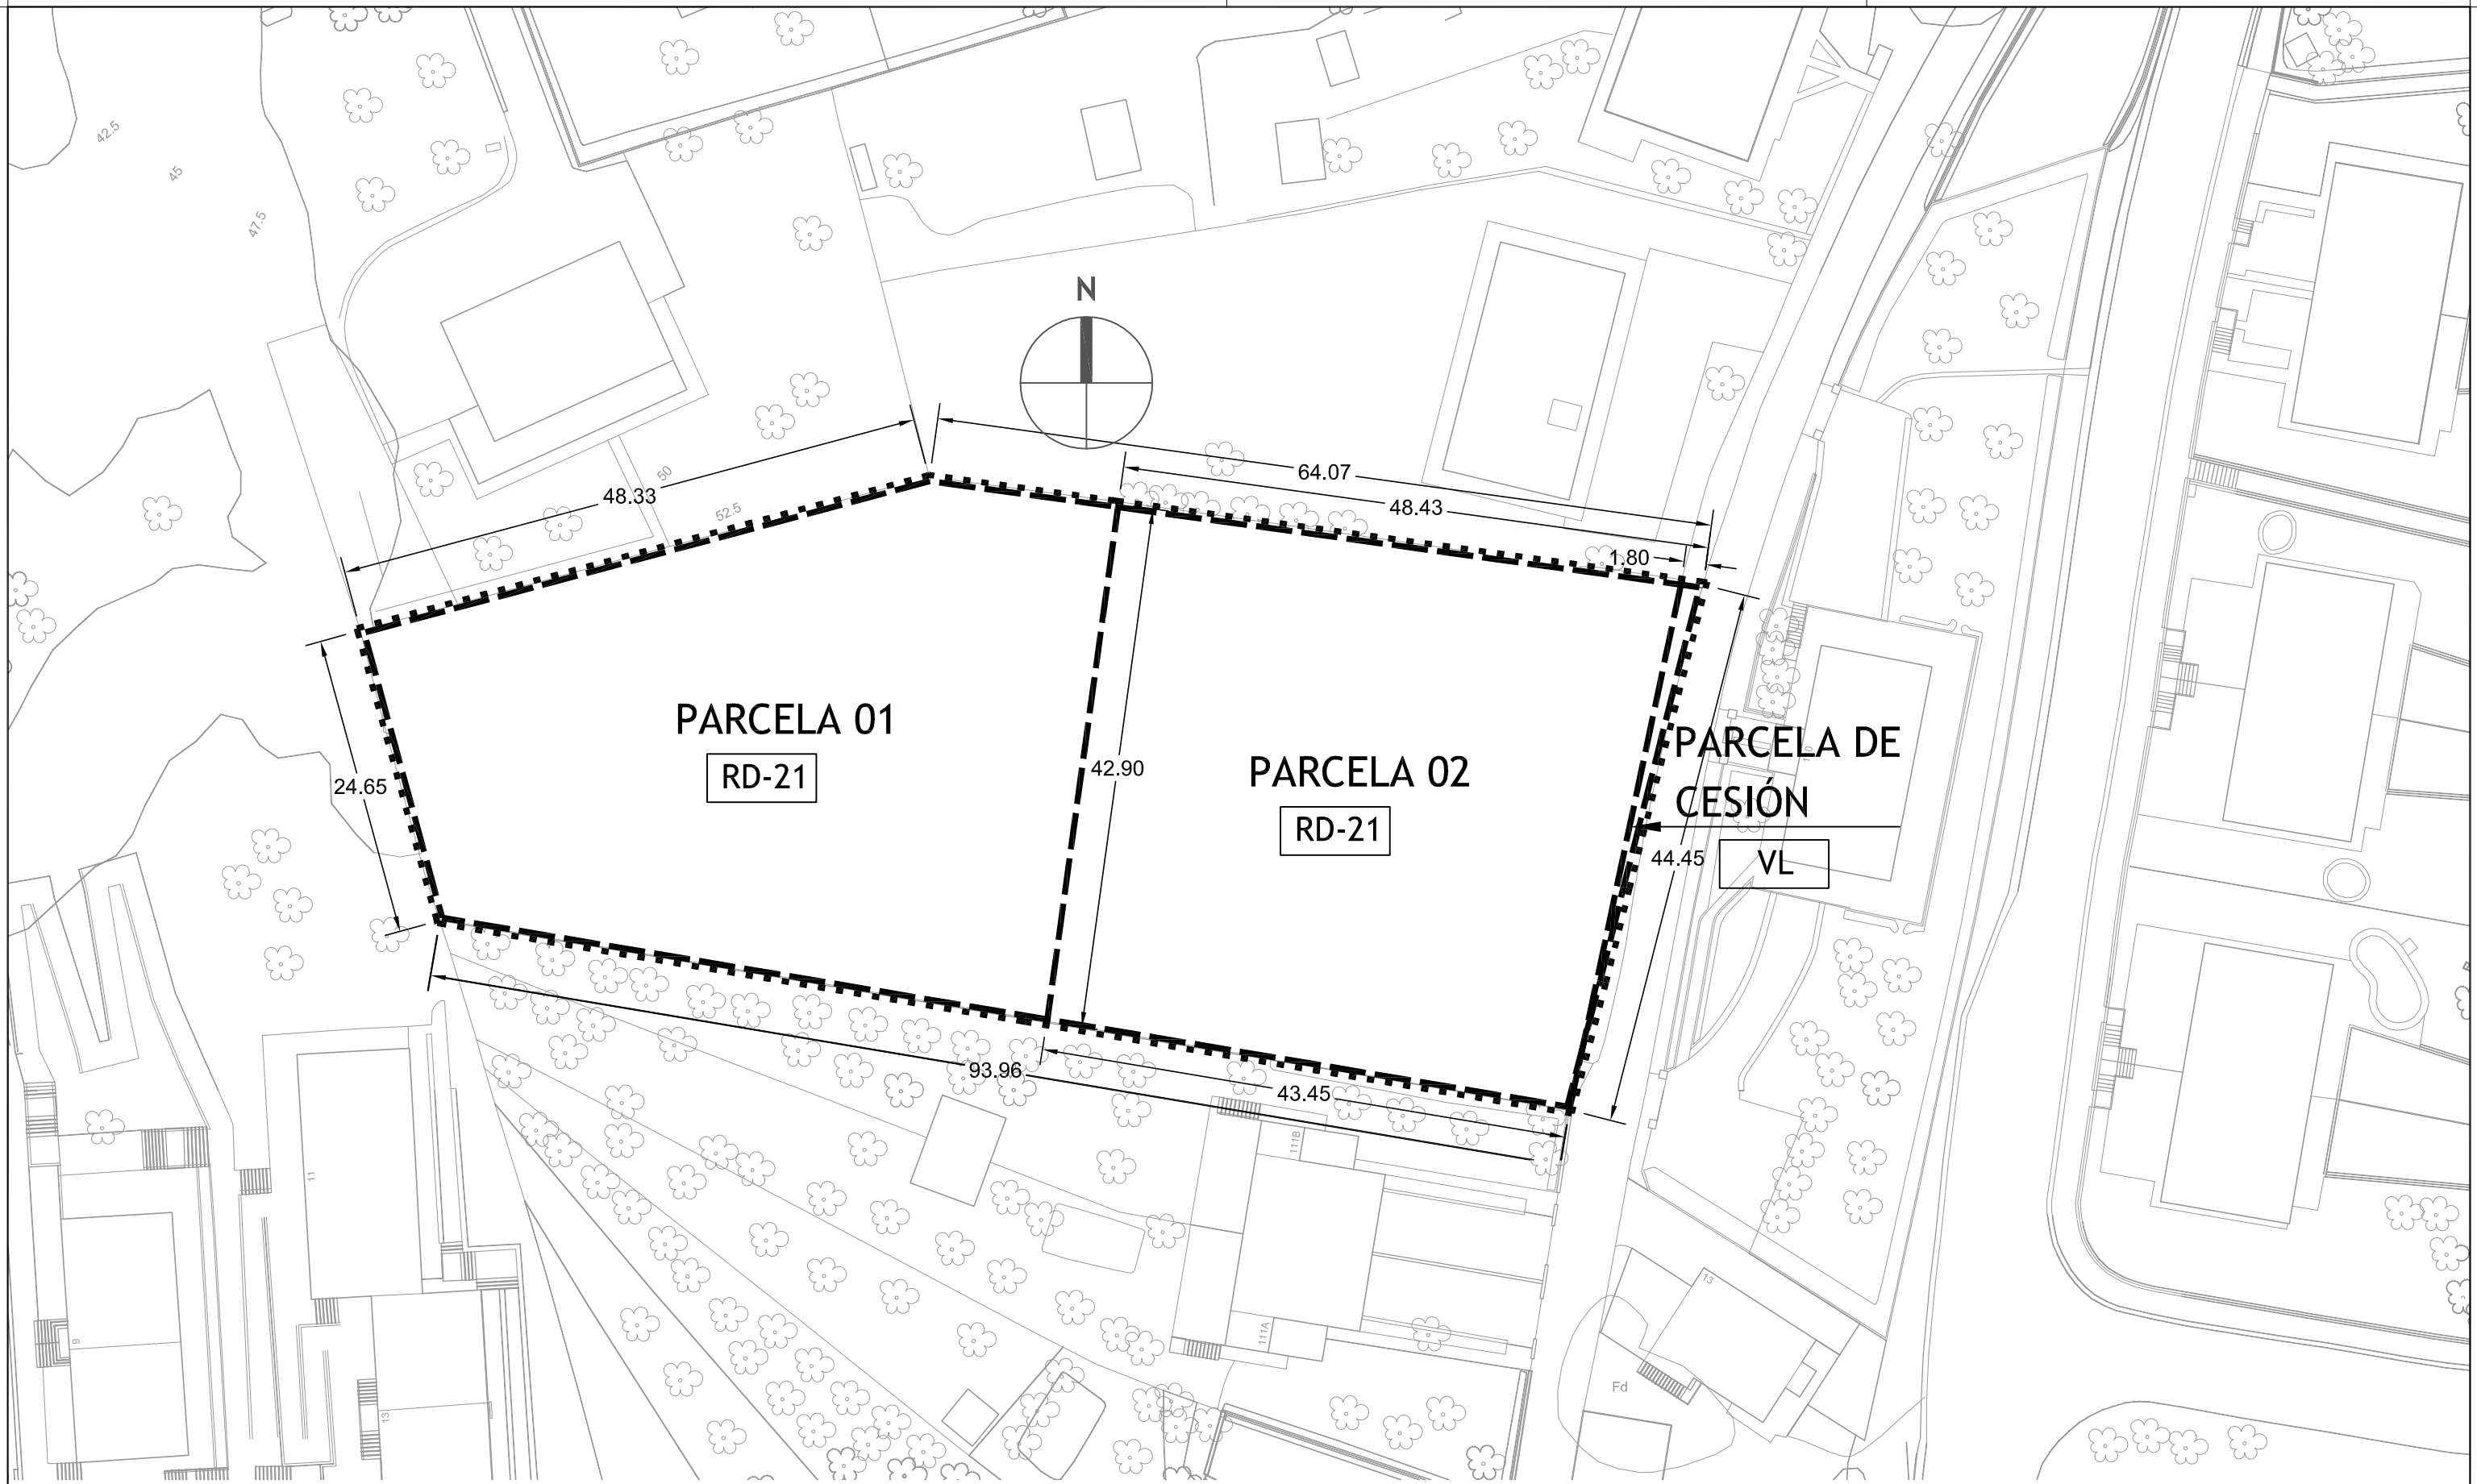 42.5
45
47.5
N
50
52.5
48.33
64.07
48.43
1.80
PARCELA 01
RD-21
24.65
42.90
PARCELA 02
RD-21
PARCELA DE
CESIÓN
VL
44.45
93.96
43.45
111B
111A
11
9
13
13
Fd